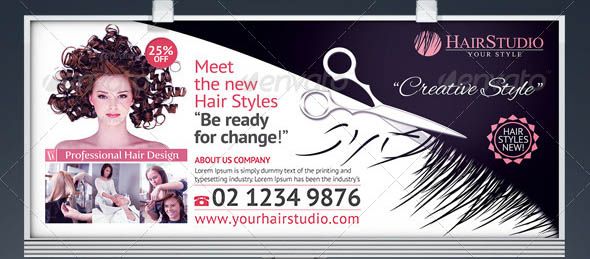 25%
OFF
Professional Hair Design
Meet
the new
Hair Styles
"Be ready
for change!"
ABOUT US COMPANY
Lorem Ipsum is simply dummy text of the printing and
typesetting industry. Lorem Ipsum has been the industry's
☎ 02 1234 9876
www.yourhairstudio.com
HAIRSTUDIO
YOUR STYLE
"Creative Style"
HAIR
STYLES
NEW!
envato